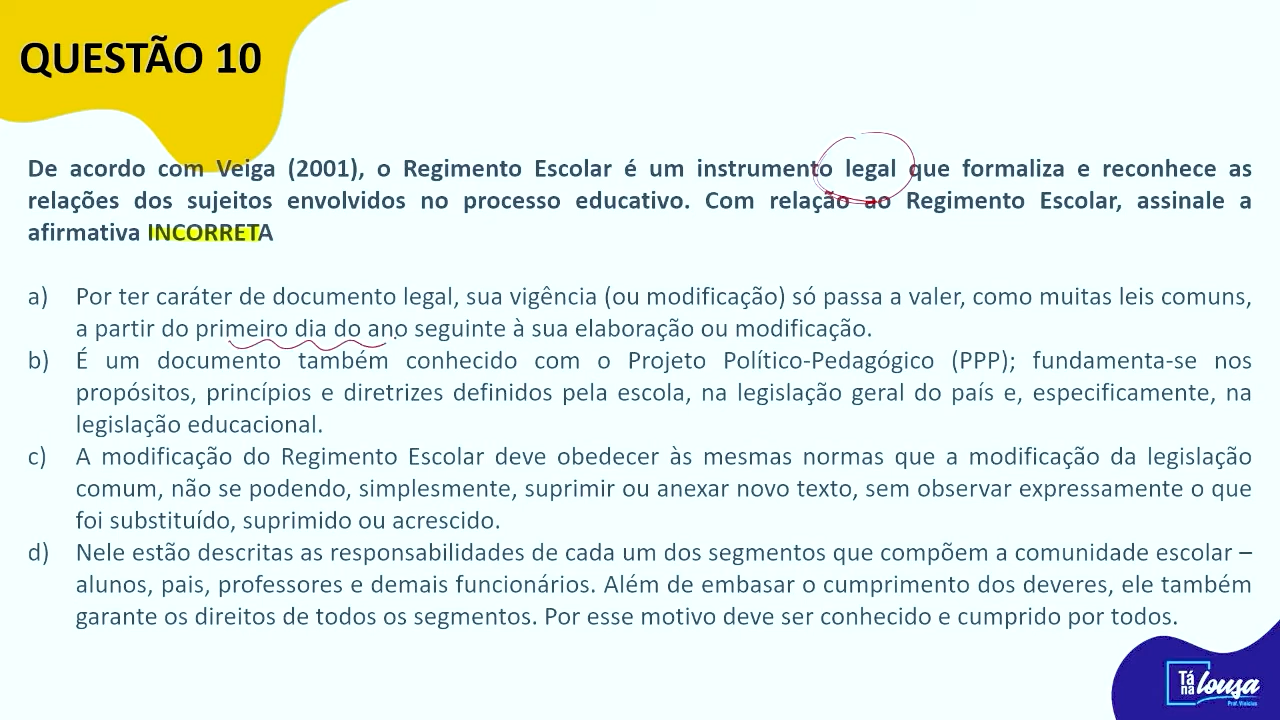 QUESTÃO 10
De acordo com Veiga (2001), o Regimento Escolar é um instrumento legal que formaliza e reconhece as
relações dos sujeitos envolvidos no processo educativo. Com relação ao Regimento Escolar, assinale a
afirmativa INCORRETA
a) Por ter caráter de documento legal, sua vigência (ou modificação) só passa a valer, como muitas leis comuns,
a partir do primeiro dia do ano seguinte à sua elaboração ou modificação.
b) É um documento também conhecido com o Projeto Político-Pedagógico (PPP); fundamenta-se nos
propósitos, princípios e diretrizes definidos pela escola, na legislação geral do país e, especificamente, na
legislação educacional.
c) A modificação do Regimento Escolar deve obedecer às mesmas normas que a modificação da legislação
comum, não se podendo, simplesmente, suprimir ou anexar novo texto, sem observar expressamente o que
foi substituído, suprimido ou acrescido.
d) Nele estão descritas as responsabilidades de cada um dos segmentos que compõem a comunidade escolar –
alunos, pais, professores e demais funcionários. Além de embasar o cumprimento dos deveres, ele também
garante os direitos de todos os segmentos. Por esse motivo deve ser conhecido e cumprido por todos.
Tá
na lousa
Prof. Vinícius